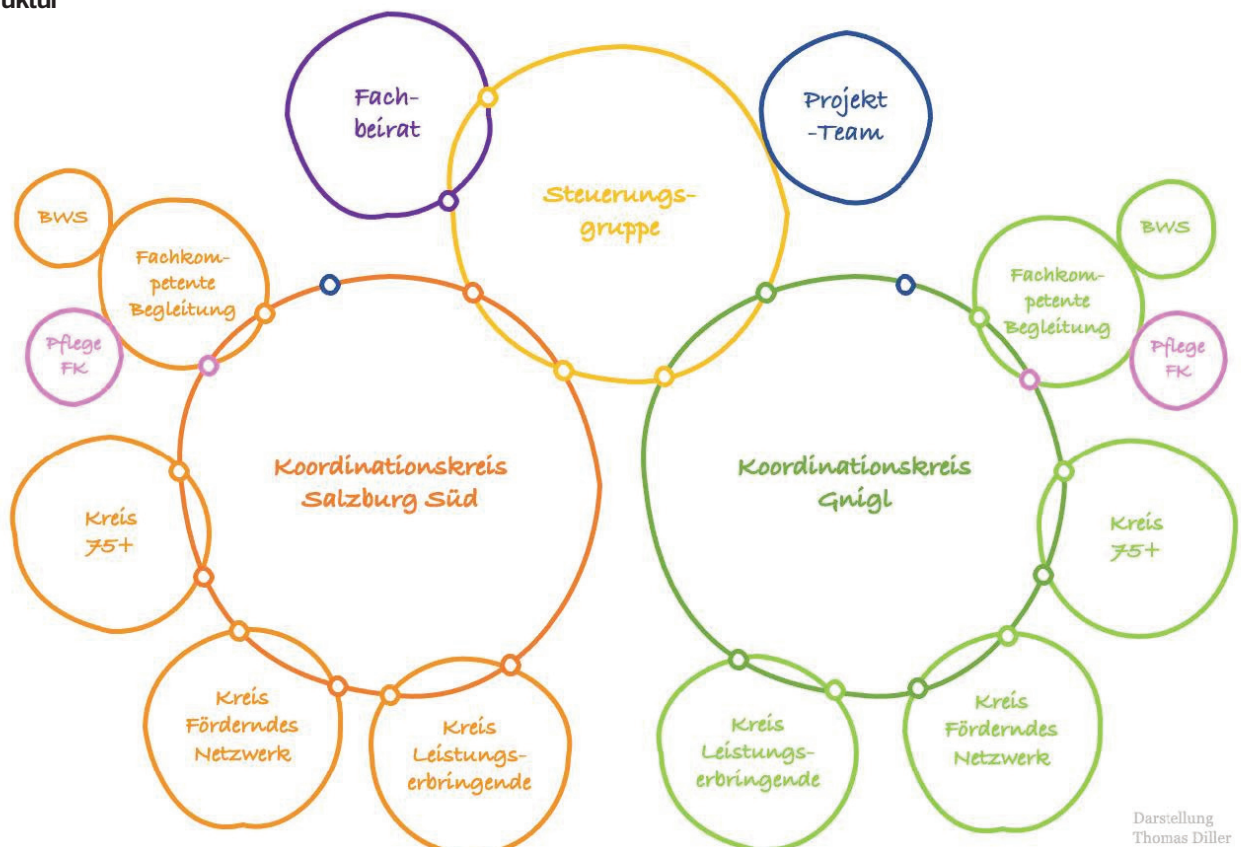 uktur
Fach-
beirat
Projekt
-Team
Steuerungs-
gruppe
BWS
Fachkom-
petente
Begleitung
Pflege
FK
BWS
Fachkom-
petente
Begleitung
Pflege
FK
Koordinationskreis
Salzburg Süd
Koordinationskreis
Gnigl
Kreis
75+
Kreis
75+
Kreis
Förderndes
Netzwerk
Kreis
Leistungs-
erbringende
Kreis
Leistungs-
erbringende
Kreis
Förderndes
Netzwerk
Darstellung
Thomas Diller